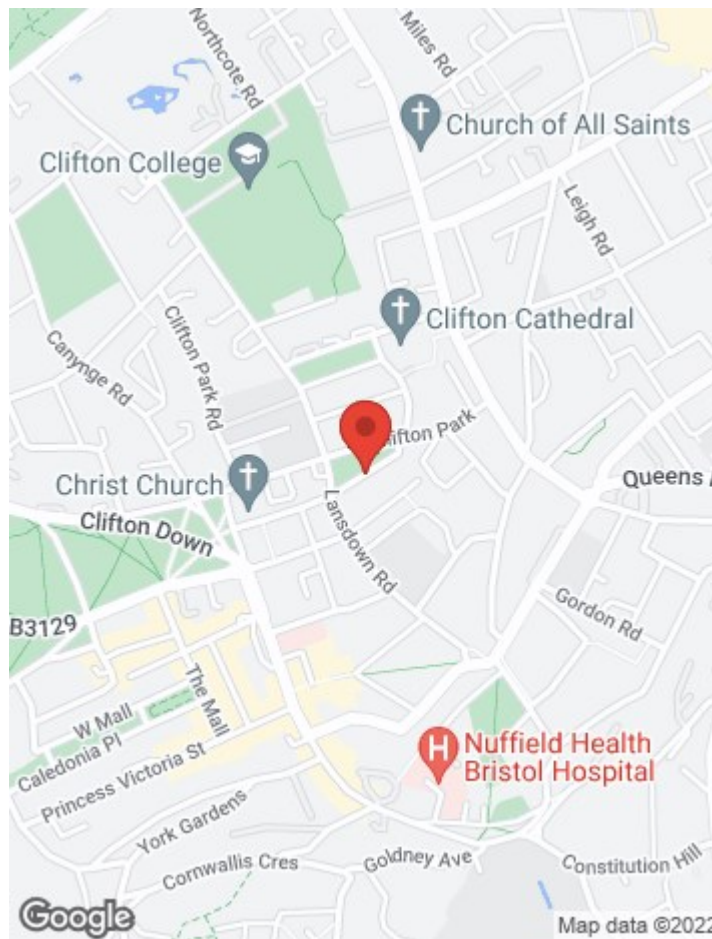 Northcote Rd
Miles Rd
Church of All Saints
Clifton College
Leigh Rd
Clifton Cathedral
Canynge Rd
Clifton Park Rd
lifton Park
Christ Church
Queens
Clifton Down
Lansdown Rd
Gordon Rd
B3129
The Mall
W Mall
Caledonia Pl
Princess Victoria St
H
Nuffield Health
Bristol Hospital
York Gardens
Cornwallis Cres
Goldney Ave
Constitution Hill
Google
Map data ©2022